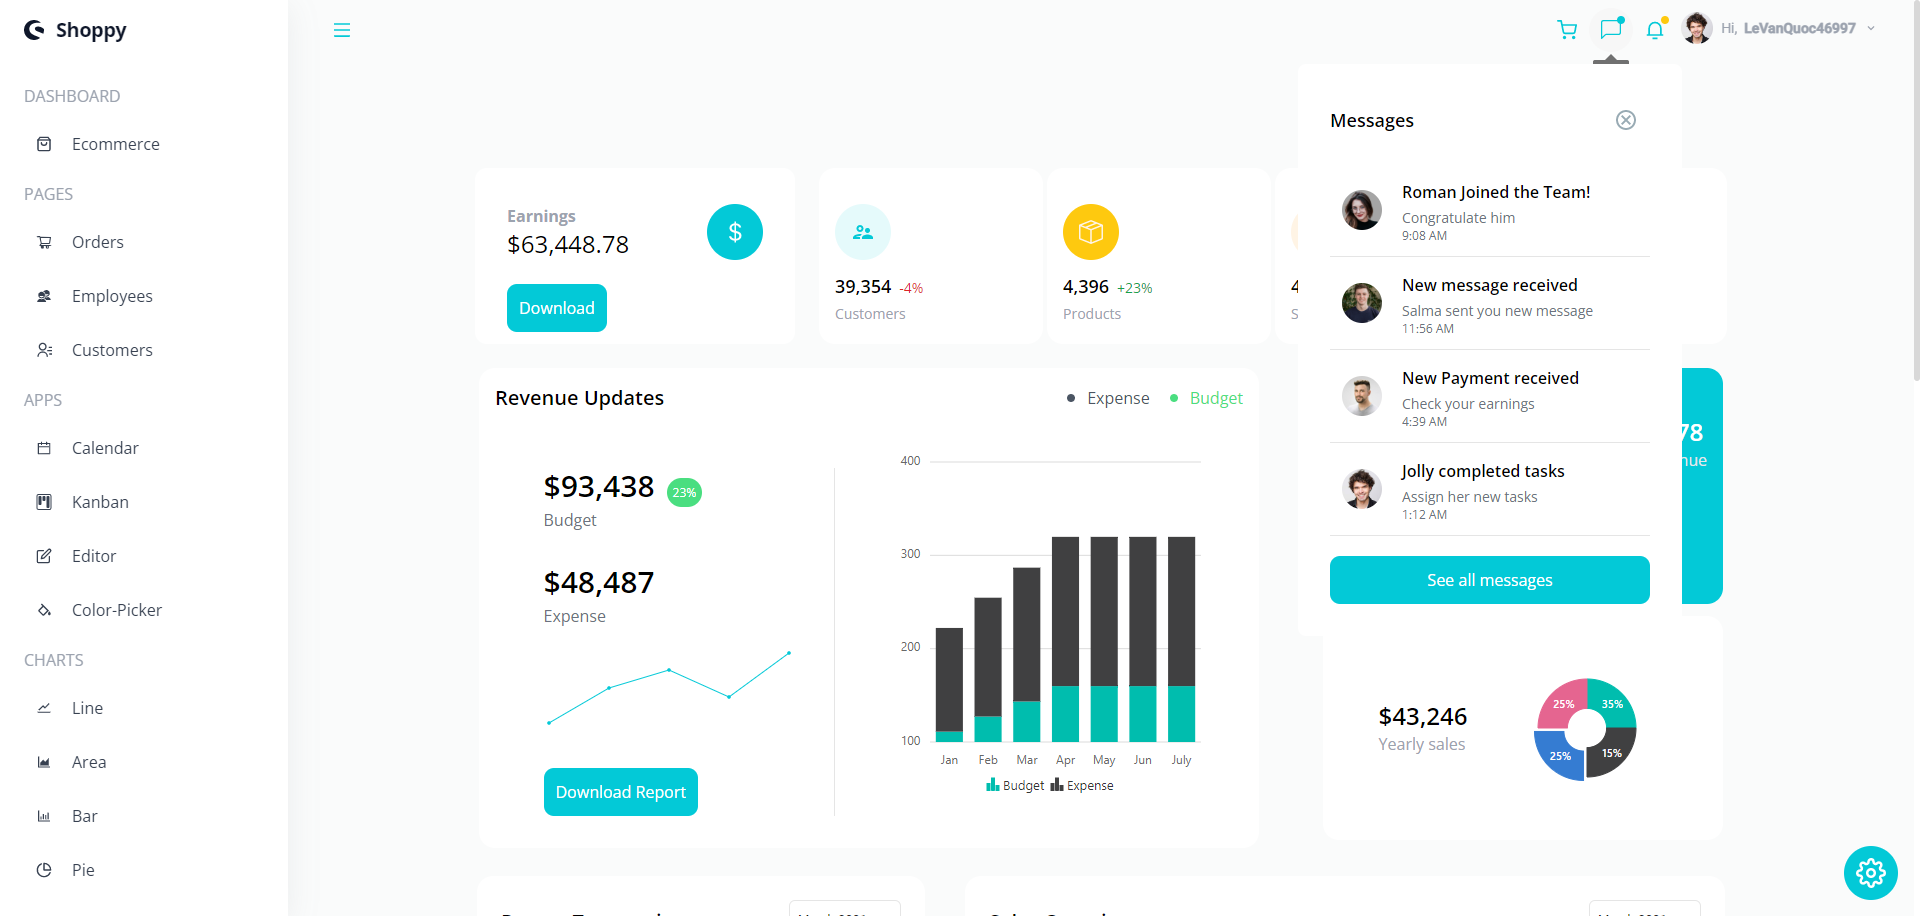 Shoppy
Hi, LeVanQuoc46997
DASHBOARD
Ecommerce
PAGES
Orders
Employees
Customers
APPS
Calendar
Kanban
Editor
Color-Picker
CHARTS
Line
Area
Bar
Pie
Earnings
$63,448.78
$
Download
39,354 -4%
Customers
4,396 +23%
Products
4
S
Messages
Roman Joined the Team!
Congratulate him
9:08 AM
New message received
Salma sent you new message
11:56 AM
New Payment received
Check your earnings
4:39 AM
Jolly completed tasks
Assign her new tasks
1:12 AM
See all messages
78
nue
Revenue Updates
Expense
Budget
$93,438 23%
Budget
$48,487
Expense
Download Report
400
300
200
100
Jan Feb Mar Apr May Jun July
Budget Expense
$43,246
Yearly sales
25% 35%
25% 15%